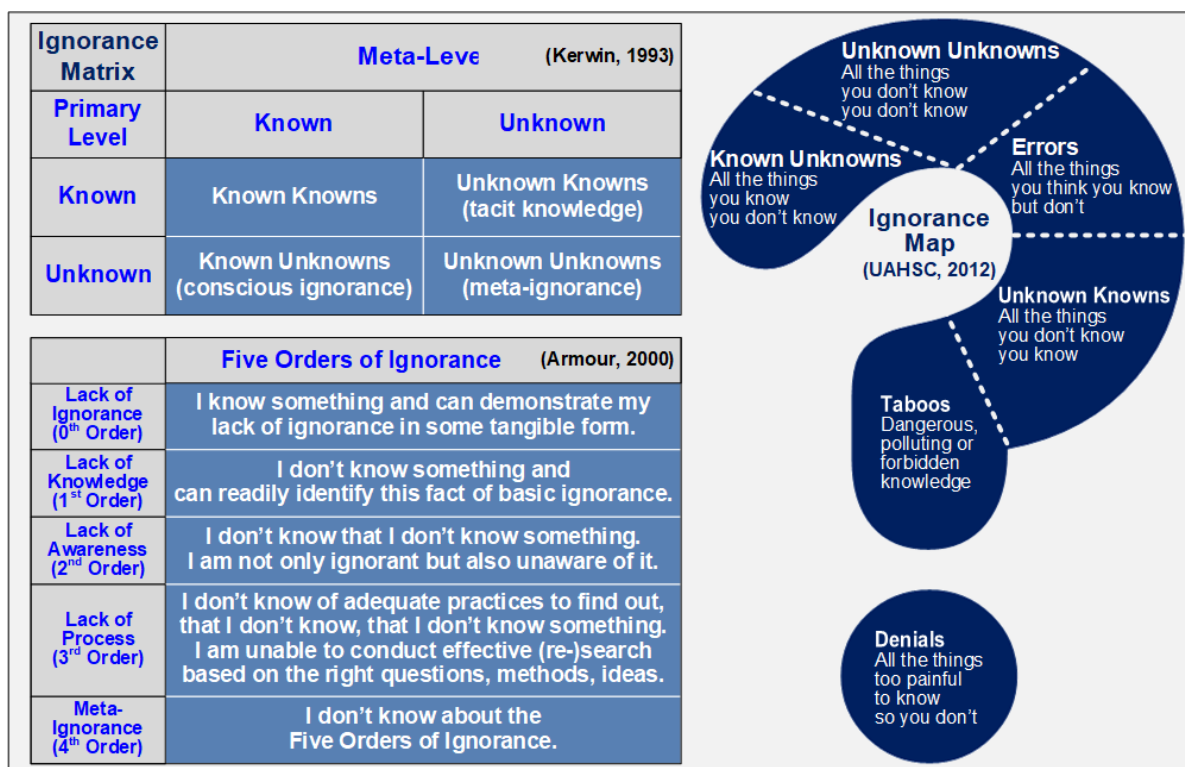 Ignorance
Matrix
Meta-Leve (Kerwin, 1993)
Primary
Level
Known
Unknown
Known
Known Knowns
Unknown Knowns
(tacit knowledge)
Unknown
Known Unknowns
(conscious ignorance)
Unknown Unknowns
(meta-ignorance)
Five Orders of Ignorance (Armour, 2000)
Lack of
Ignorance
(0th Order)
I know something and can demonstrate my
lack of ignorance in some tangible form.
Lack of
Knowledge
(1st Order)
I don't know something and
can readily identify this fact of basic ignorance.
Lack of
Awareness
(2nd Order)
I don't know that I don't know something.
I am not only ignorant but also unaware of it.
Lack of
Process
(3rd Order)
I don't know of adequate practices to find out,
that I don't know, that I don't know something.
I am unable to conduct effective (re-)search
based on the right questions, methods, ideas.
Meta-
Ignorance
(4th Order)
I don't know about the
Five Orders of Ignorance.
Unknown Unknowns
All the things
you don't know
you don't know
Known Unknowns
All the things
you know
you don't know
Errors
All the things
you think you know
but don't
Ignorance
Map
(UAHSC, 2012)
Unknown Knowns
All the things
you don't know
you know
Taboos
Dangerous,
polluting or
forbidden
knowledge
Denials
All the things
too painful
to know
so you don't